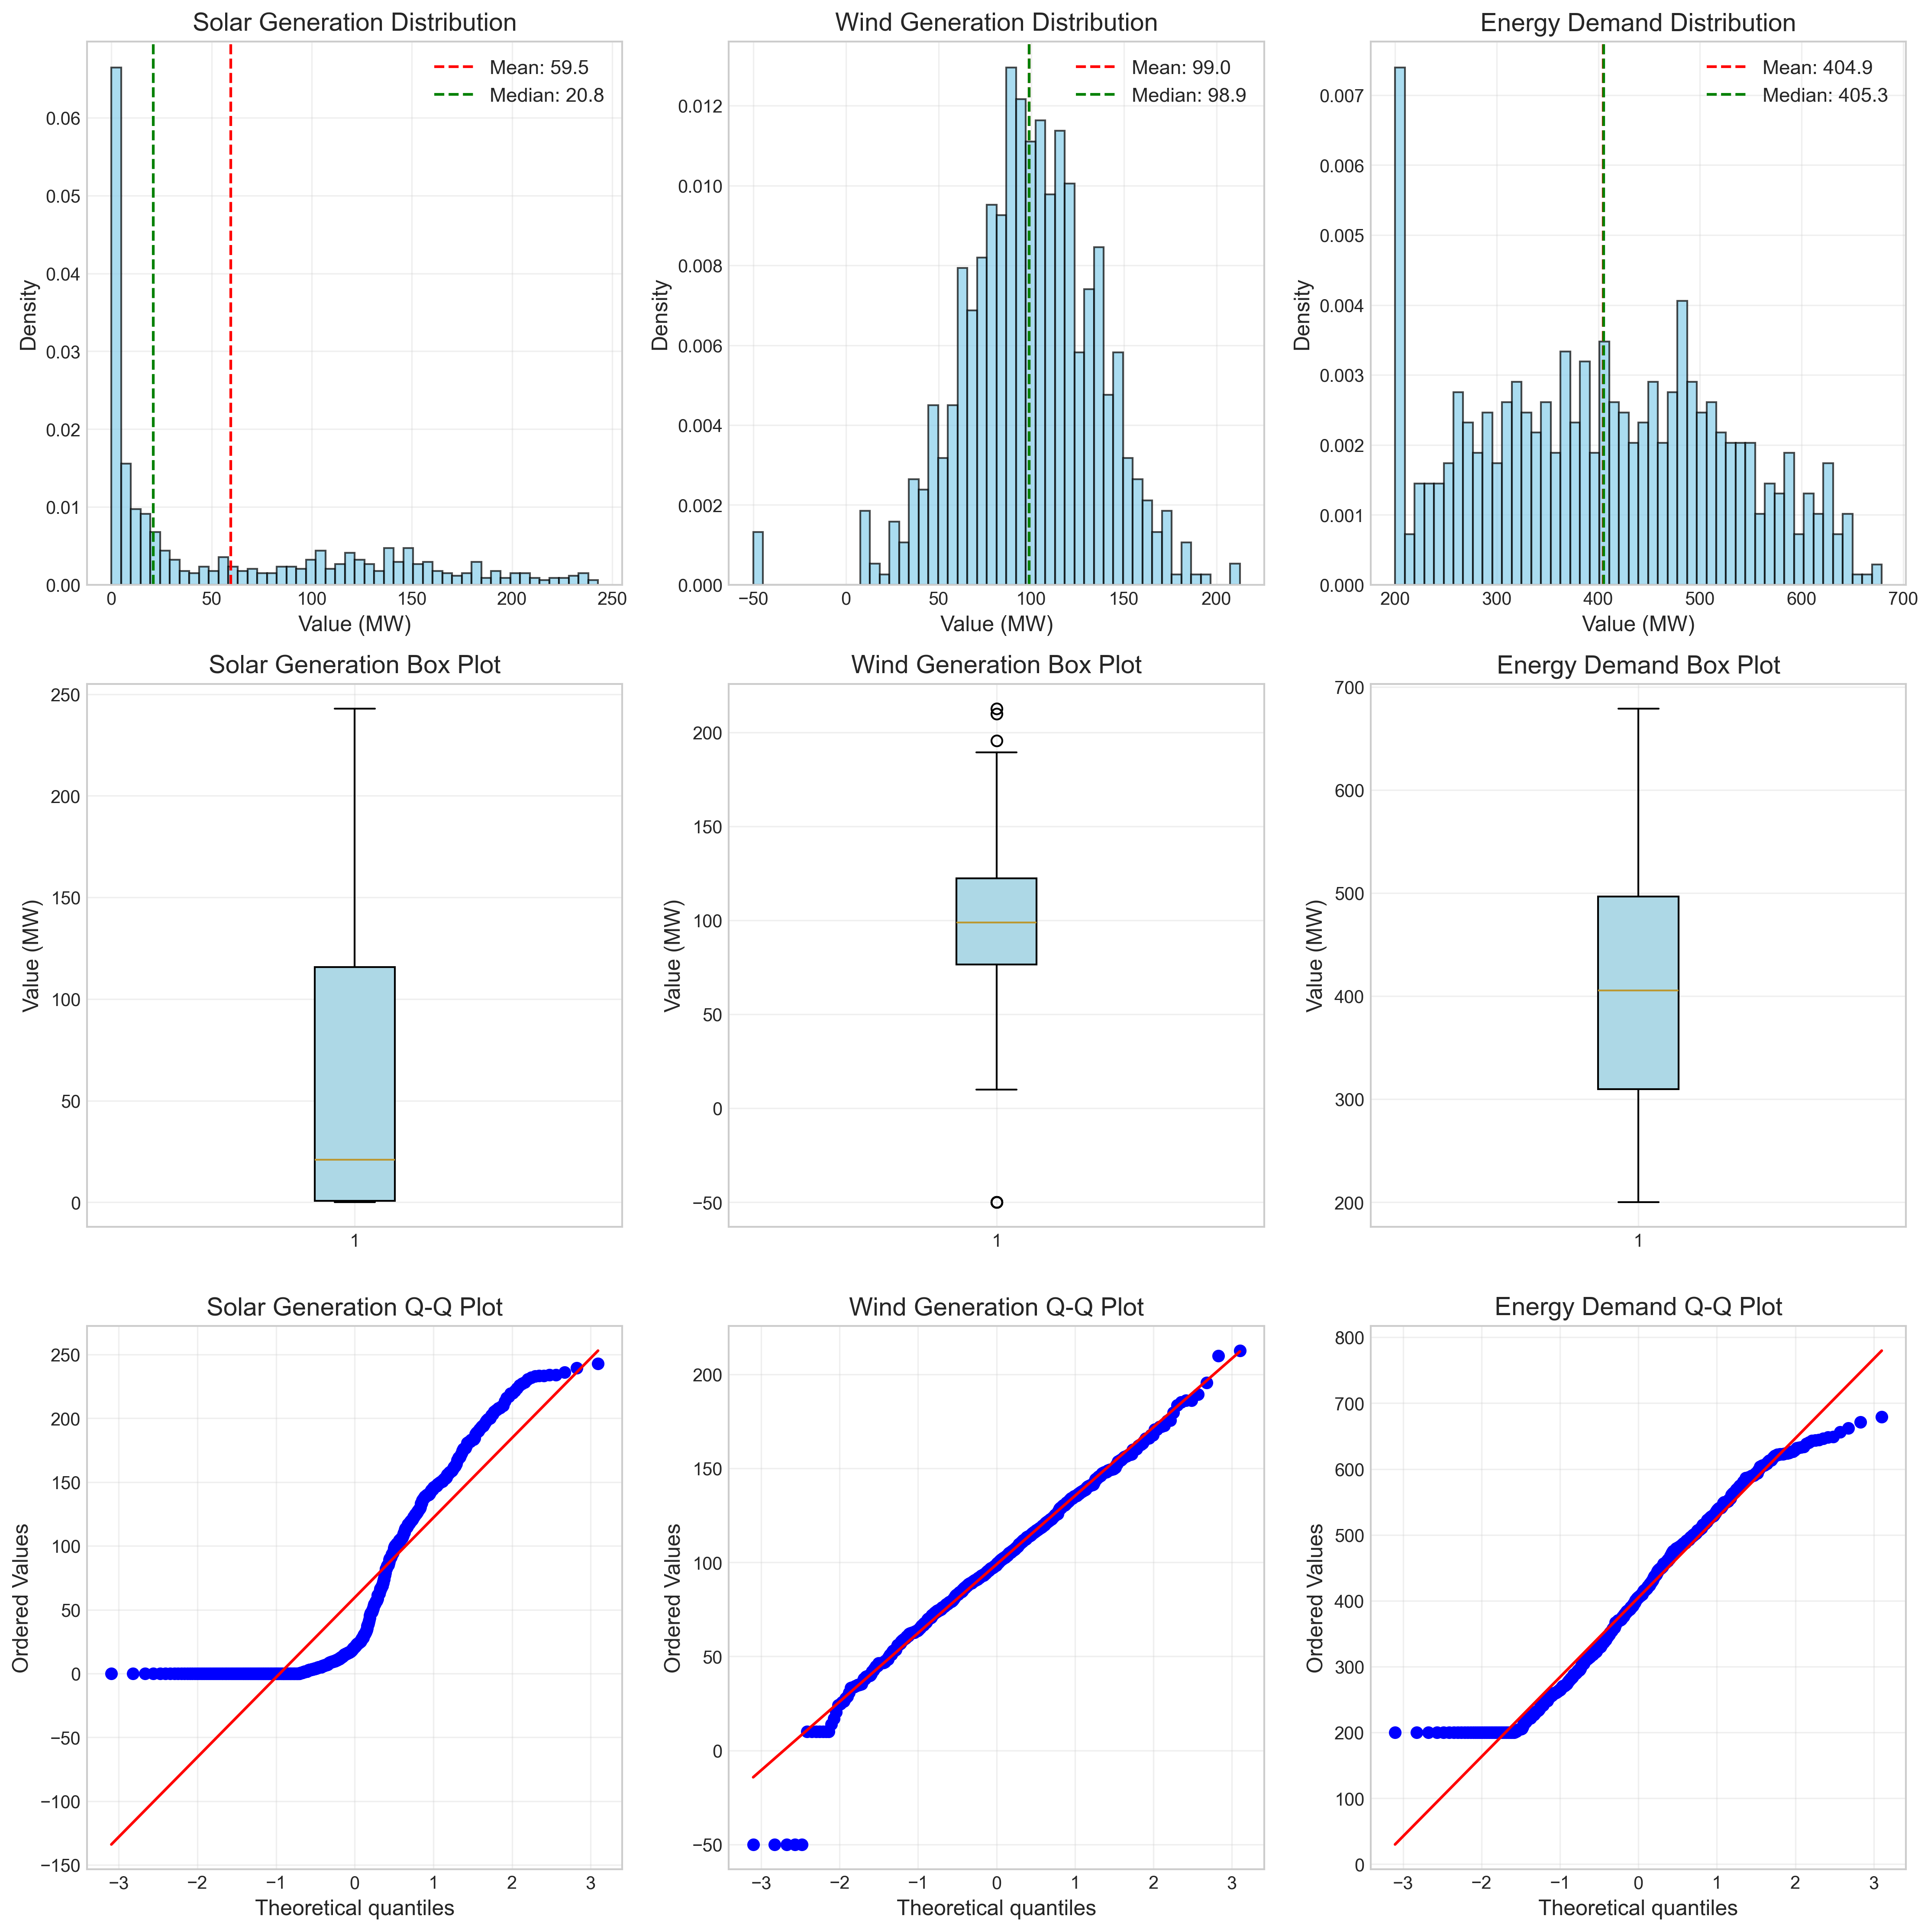 Solar Generation Distribution
Mean: 59.5
Median: 20.8
Density
0.06
0.05
0.04
0.03
0.02
0.01
0.00
0 50 100 150 200 250
Value (MW)
Wind Generation Distribution
Mean: 99.0
Median: 98.9
Density
0.012
0.010
0.008
0.006
0.004
0.002
0.000
−50 0 50 100 150 200
Value (MW)
Energy Demand Distribution
Mean: 404.9
Median: 405.3
Density
0.007
0.006
0.005
0.004
0.003
0.002
0.001
0.000
200 300 400 500 600 700
Value (MW)
Solar Generation Box Plot
Value (MW)
250
200
150
100
50
0
1
Wind Generation Box Plot
Value (MW)
200
150
100
50
0
−50
1
Energy Demand Box Plot
Value (MW)
700
600
500
400
300
200
1
Solar Generation Q-Q Plot
Ordered Values
250
200
150
100
50
0
−50
−100
−150
−3 −2 −1 0 1 2 3
Theoretical quantiles
Wind Generation Q-Q Plot
Ordered Values
200
150
100
50
0
−50
−3 −2 −1 0 1 2 3
Theoretical quantiles
Energy Demand Q-Q Plot
Ordered Values
800
700
600
500
400
300
200
100
0
−3 −2 −1 0 1 2 3
Theoretical quantiles